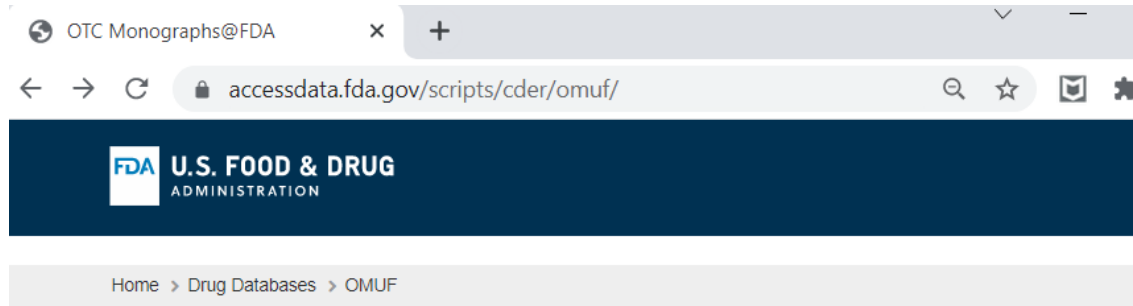 OTC Monographs@FDA
accessdata.fda.gov/scripts/cder/omuf/
FDA U.S. FOOD & DRUG
ADMINISTRATION
Home > Drug Databases > OMUF